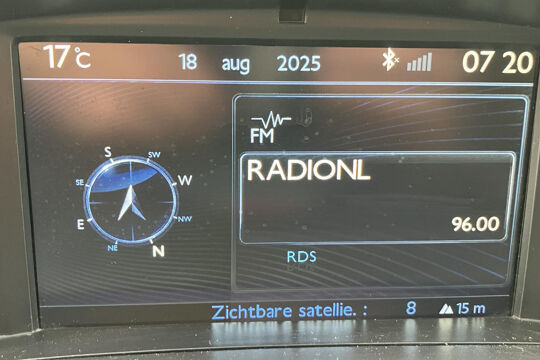 17°C 18 aug 2025 07 20
FM
RADIONL
96.00
RDS
S
SW
SE
W
E
NW
NE
N
Zichtbare satellie. : 8 15 m